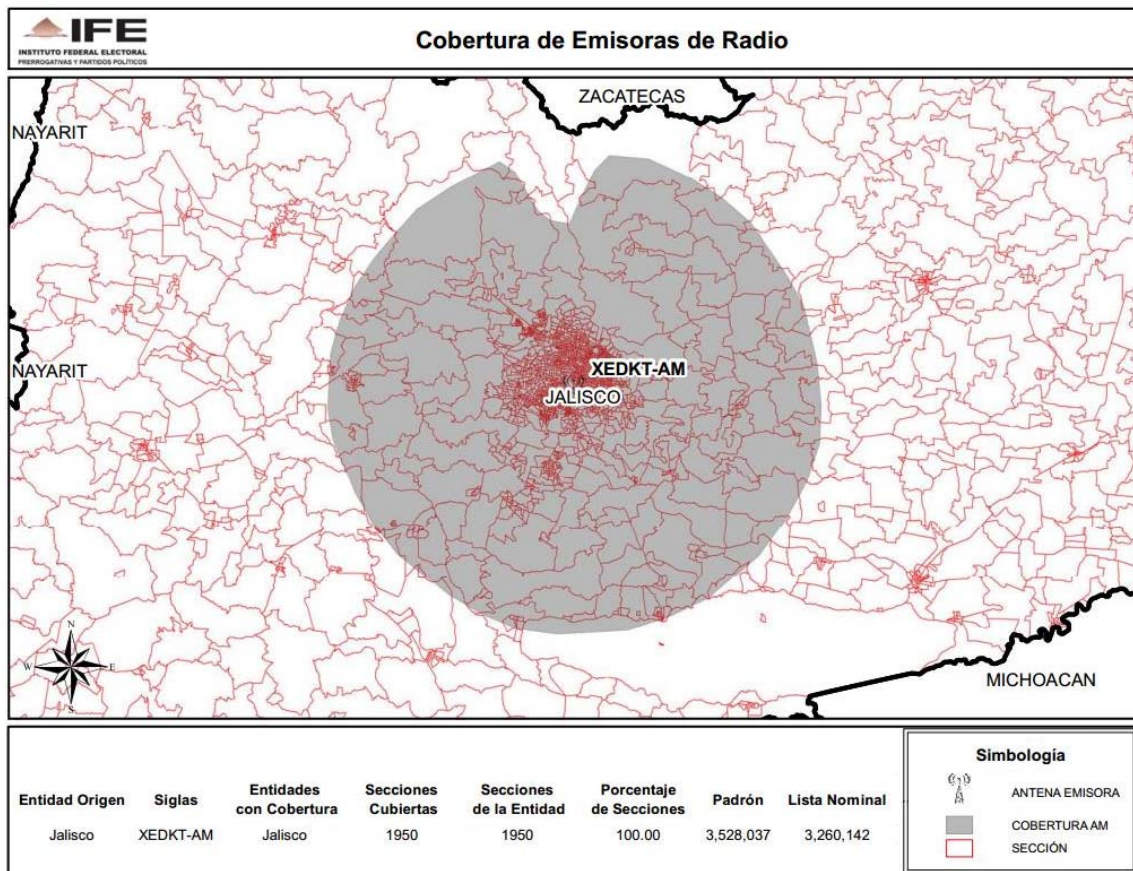 IFE
INSTITUTO FEDERAL ELECTORAL
PRERROGATIVAS Y PARTIDOS POLÍTICOS
Cobertura de Emisoras de Radio
ZACATECAS
NAYARIT
NAYARIT
XEDKT-AM
JALISCO
MICHOACAN
N
W E
S
Entidad Origen Siglas Entidades con Cobertura Secciones Cubiertas Secciones de la Entidad Porcentaje de Secciones Padrón Lista Nominal
Jalisco XEDKT-AM Jalisco 1950 1950 100.00 3,528,037 3,260,142
Simbología
ANTENA EMISORA
COBERTURA AM
SECCIÓN